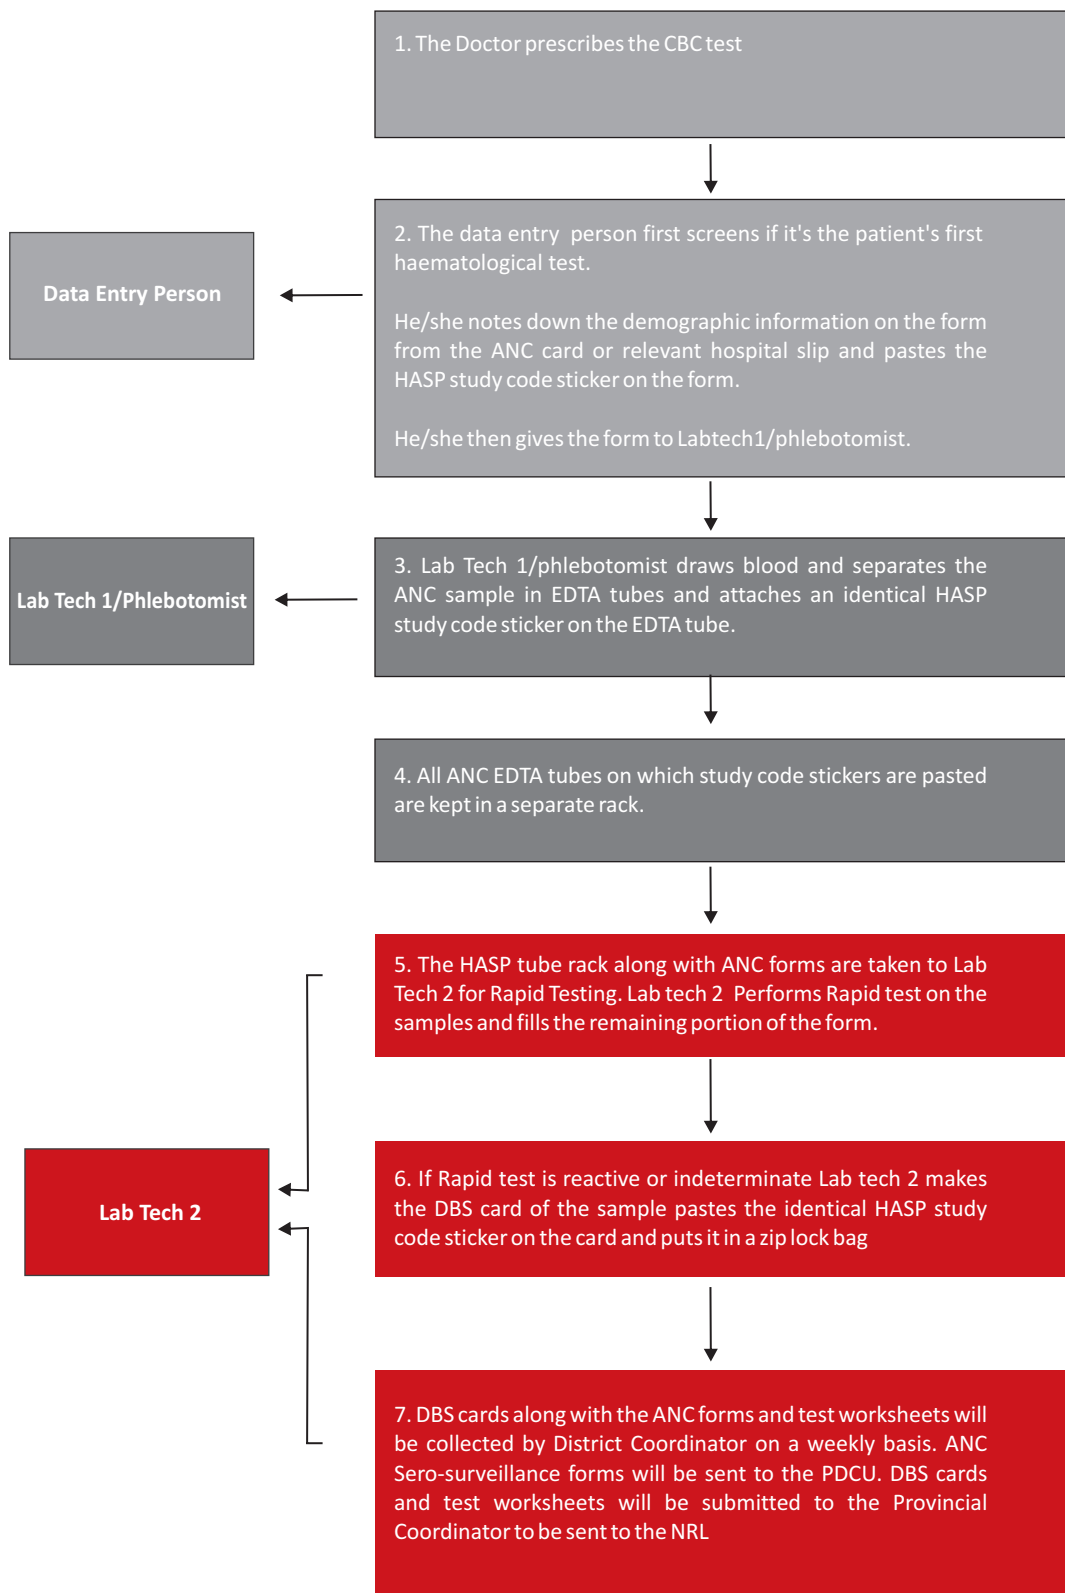 1. The Doctor prescribes the CBC test
2. The data entry person first screens if it's the patient's first
haematological test.
He/she notes down the demographic information on the form
from the ANC card or relevant hospital slip and pastes the
HASP study code sticker on the form.
He/she then gives the form to Labtech1/phlebotomist.
Data Entry Person
3. Lab Tech 1/phlebotomist draws blood and separates the
ANC sample in EDTA tubes and attaches an identical HASP
study code sticker on the EDTA tube.
Lab Tech 1/Phlebotomist
4. All ANC EDTA tubes on which study code stickers are pasted
are kept in a separate rack.
5. The HASP tube rack along with ANC forms are taken to Lab
Tech 2 for Rapid Testing. Lab tech 2 Performs Rapid test on the
samples and fills the remaining portion of the form.
6. If Rapid test is reactive or indeterminate Lab tech 2 makes
the DBS card of the sample pastes the identical HASP study
code sticker on the card and puts it in a zip lock bag
Lab Tech 2
7. DBS cards along with the ANC forms and test worksheets will
be collected by District Coordinator on a weekly basis. ANC
Sero-surveillance forms will be sent to the PDCU. DBS cards
and test worksheets will be submitted to the Provincial
Coordinator to be sent to the NRL